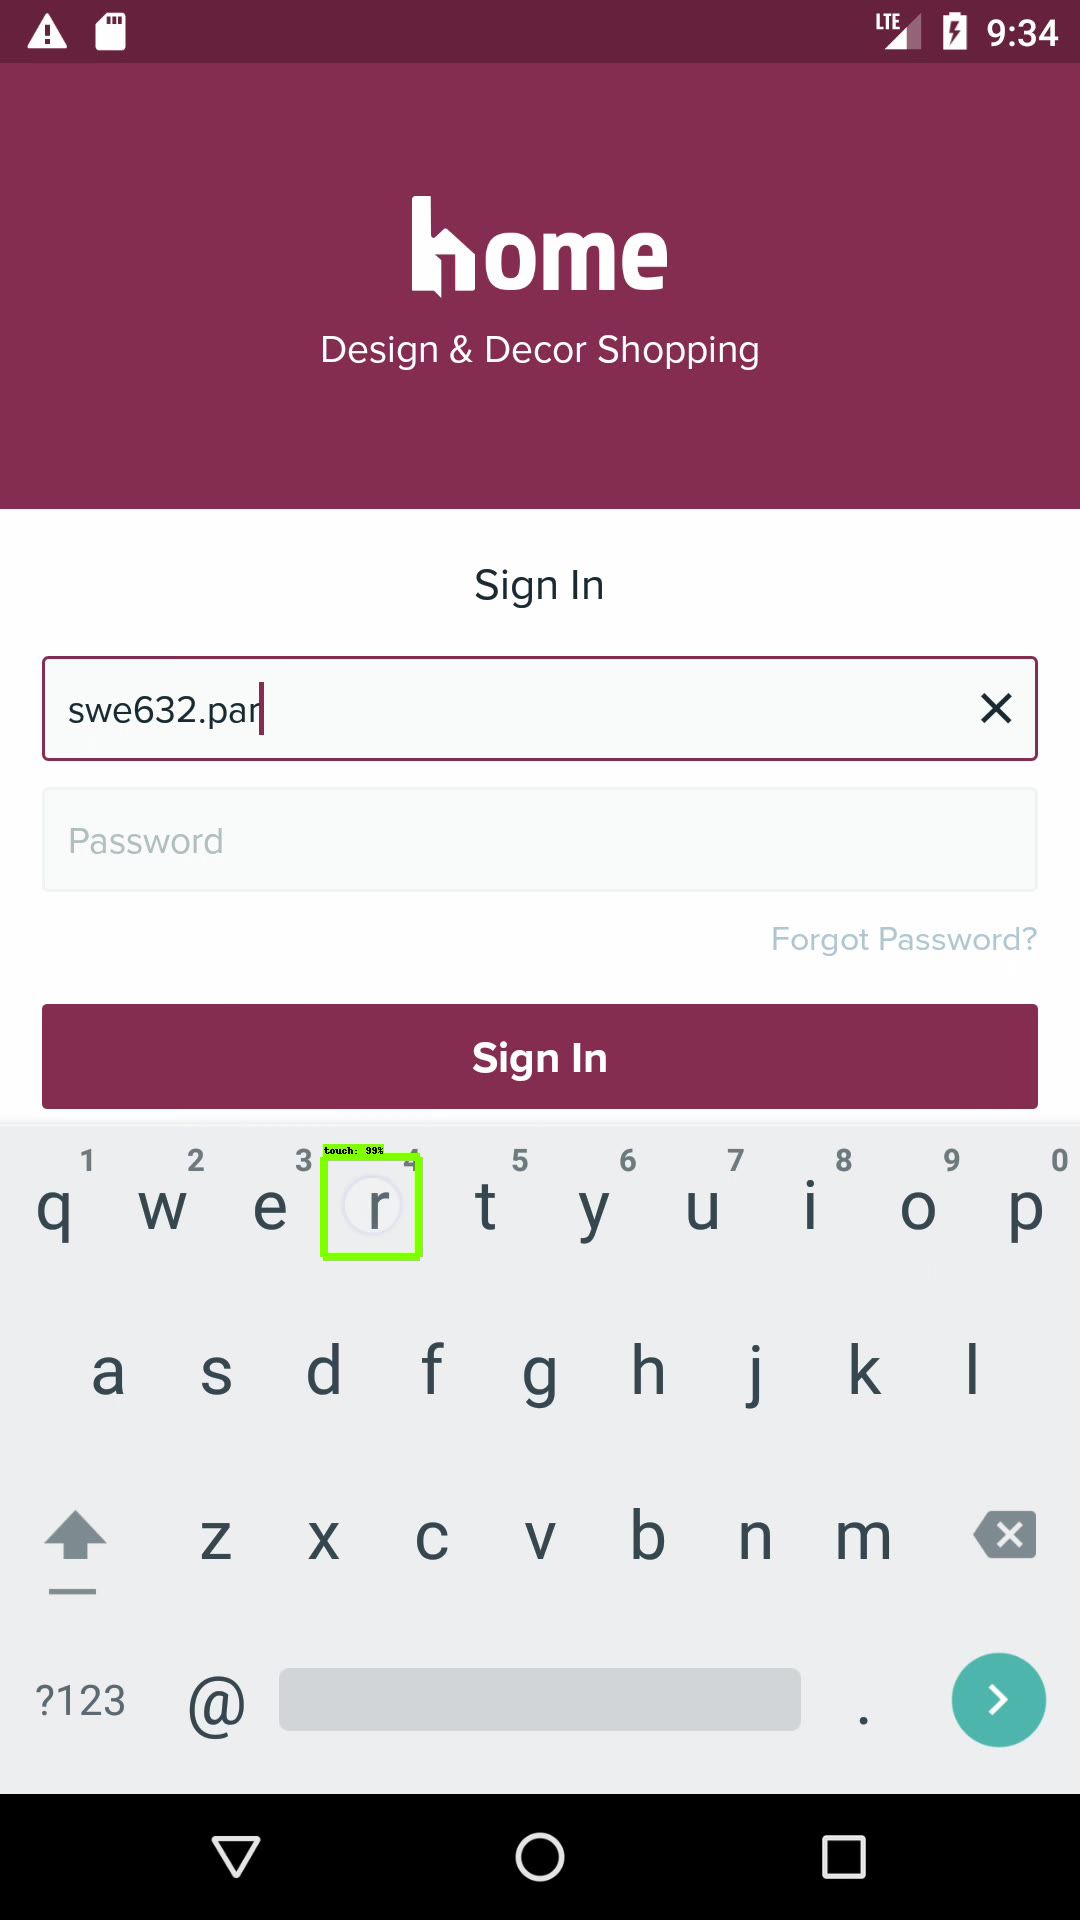 LTE 9:34
home
Design & Decor Shopping
Sign In
swe632.par
Password
Forgot Password?
Sign In
touch: 99%
1 2 3 4 5 6 7 8 9 0
q w e r t y u i o p
a s d f g h j k l
z x c v b n m
?123 @ .